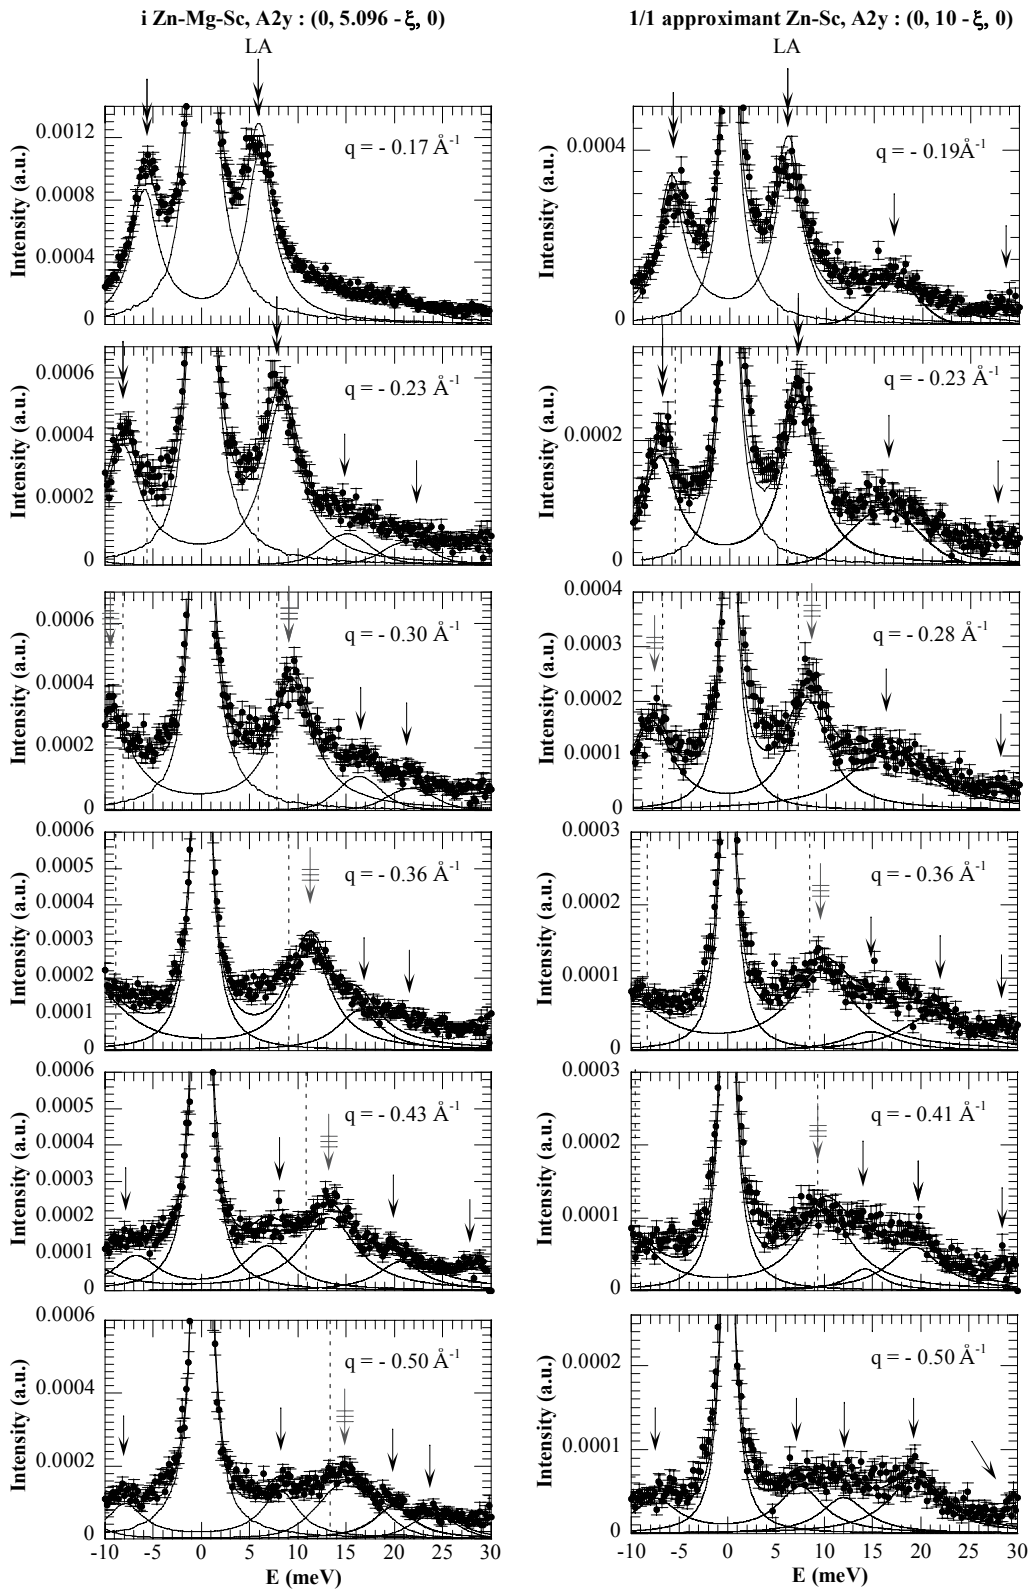 i Zn-Mg-Sc, A2y : (0, 5.096 - ξ, 0)
LA
0.0012
0.0008
0.0004
0
Intensity (a.u.)
q = - 0.17 Å-1
0.0006
0.0004
0.0002
0
Intensity (a.u.)
q = - 0.23 Å-1
0.0006
0.0004
0.0002
0
Intensity (a.u.)
q = - 0.30 Å-1
0.0006
0.0005
0.0004
0.0003
0.0002
0.0001
0
Intensity (a.u.)
q = - 0.36 Å-1
0.0006
0.0005
0.0004
0.0003
0.0002
0.0001
0
Intensity (a.u.)
q = - 0.43 Å-1
0.0006
0.0004
0.0002
0
Intensity (a.u.)
q = - 0.50 Å-1
-10 -5 0 5 10 15 20 25 30
E (meV)
1/1 approximant Zn-Sc, A2y : (0, 10 - ξ, 0)
LA
0.0004
0
Intensity (a.u.)
q = - 0.19Å-1
0.0002
0
Intensity (a.u.)
q = - 0.23 Å-1
0.0004
0.0003
0.0002
0.0001
0
Intensity (a.u.)
q = - 0.28 Å-1
0.0003
0.0002
0.0001
0
Intensity (a.u.)
q = - 0.36 Å-1
0.0003
0.0002
0.0001
0
Intensity (a.u.)
q = - 0.41 Å-1
0.0002
0.0001
0
Intensity (a.u.)
q = - 0.50 Å-1
-10 -5 0 5 10 15 20 25 30
E (meV)